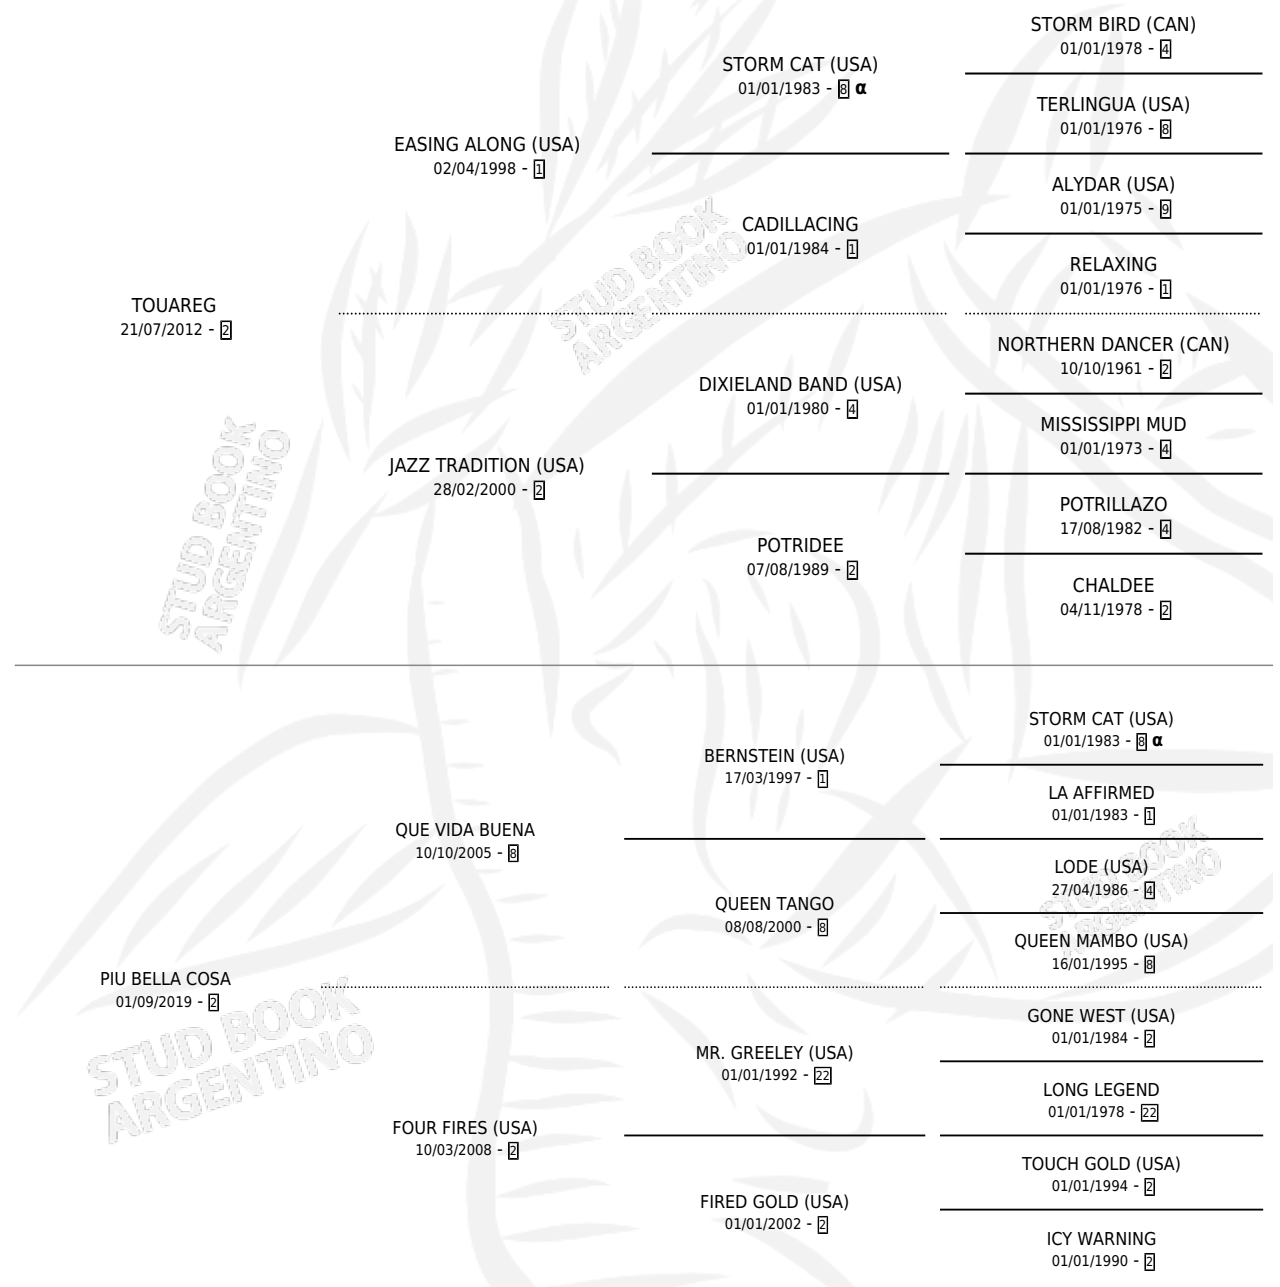 STORM BIRD (CAN)
01/01/1978 - 4
STORM CAT (USA)
01/01/1983 - 8 α
TERLINGUA (USA)
01/01/1976 - 8
EASING ALONG (USA)
02/04/1998 - 1
ALYDAR (USA)
01/01/1975 - 9
CADILLACING
01/01/1984 - 1
RELAXING
01/01/1976 - 1
TOUAREG
21/07/2012 - 2
NORTHERN DANCER (CAN)
10/10/1961 - 2
DIXIELAND BAND (USA)
01/01/1980 - 4
MISSISSIPPI MUD
01/01/1973 - 4
JAZZ TRADITION (USA)
28/02/2000 - 2
POTRILLAZO
17/08/1982 - 4
POTRIDEE
07/08/1989 - 2
CHALDEE
04/11/1978 - 2
STUD BOOK
ARGENTINO
STUD BOOK
ARGENTINO
STORM CAT (USA)
01/01/1983 - 8 α
BERNSTEIN (USA)
17/03/1997 - 1
LA AFFIRMED
01/01/1983 - 1
QUE VIDA BUENA
10/10/2005 - 8
LODE (USA)
27/04/1986 - 4
QUEEN TANGO
08/08/2000 - 8
QUEEN MAMBO (USA)
16/01/1995 - 8
PIU BELLA COSA
01/09/2019 - 2
GONE WEST (USA)
01/01/1984 - 2
MR. GREELEY (USA)
01/01/1992 - 22
LONG LEGEND
01/01/1978 - 22
FOUR FIRES (USA)
10/03/2008 - 2
TOUCH GOLD (USA)
01/01/1994 - 2
FIRED GOLD (USA)
01/01/2002 - 2
ICY WARNING
01/01/1990 - 2
STUD BOOK
ARGENTINO
STUD BOOK
ARGENTINO